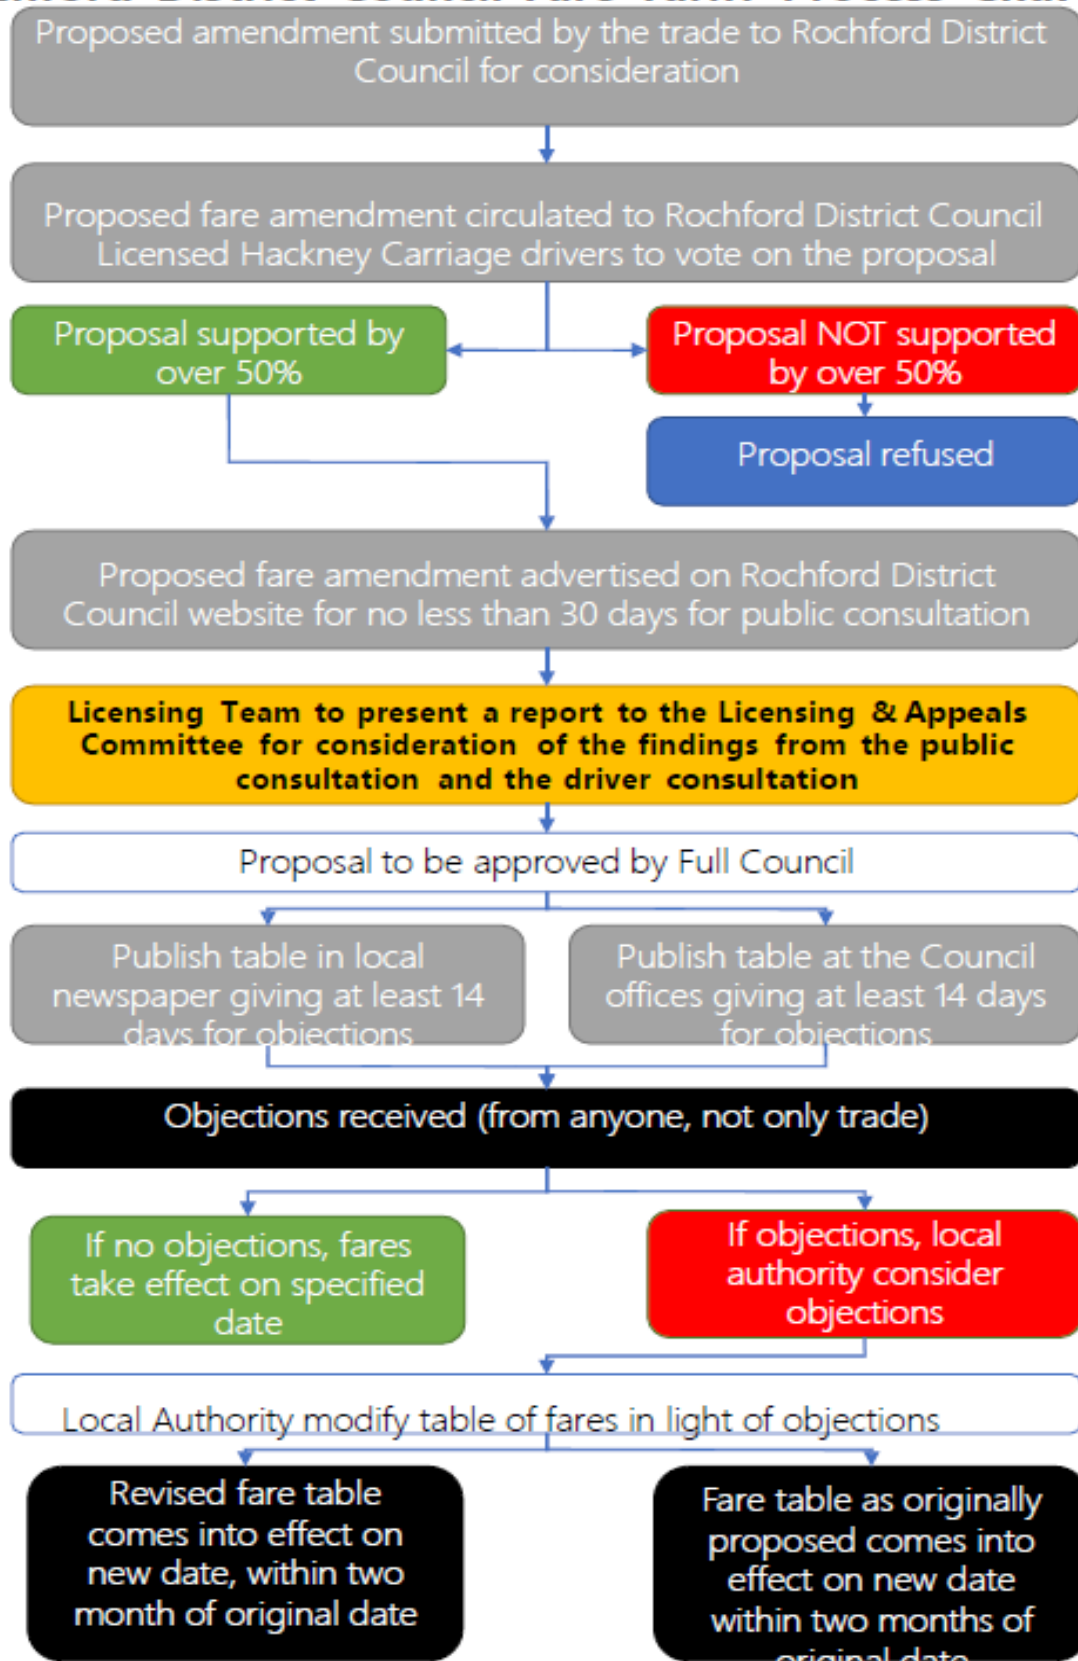 District Council Fare Tariff Process
Proposed amendment submitted by the trade to Rochford District
Council for consideration
Proposed fare amendment circulated to Rochford District Council
Licensed Hackney Carriage drivers to vote on the proposal
Proposal supported by
over 50%
Proposal NOT supported
by over 50%
Proposal refused
Proposed fare amendment advertised on Rochford District
Council website for no less than 30 days for public consultation
Licensing Team to present a report to the Licensing & Appeals
Committee for consideration of the findings from the public
consultation and the driver consultation
Proposal to be approved by Full Council
Publish table in local
newspaper giving at least 14
days for objections
Publish table at the Council
offices giving at least 14 days
for objections
Objections received (from anyone, not only trade)
If no objections, fares
take effect on specified
date
If objections, local
authority consider
objections
Local Authority modify table of fares in light of objections
Revised fare table
comes into effect on
new date, within two
month of original date
Fare table as originally
proposed comes into
effect on new date
within two months of
original date